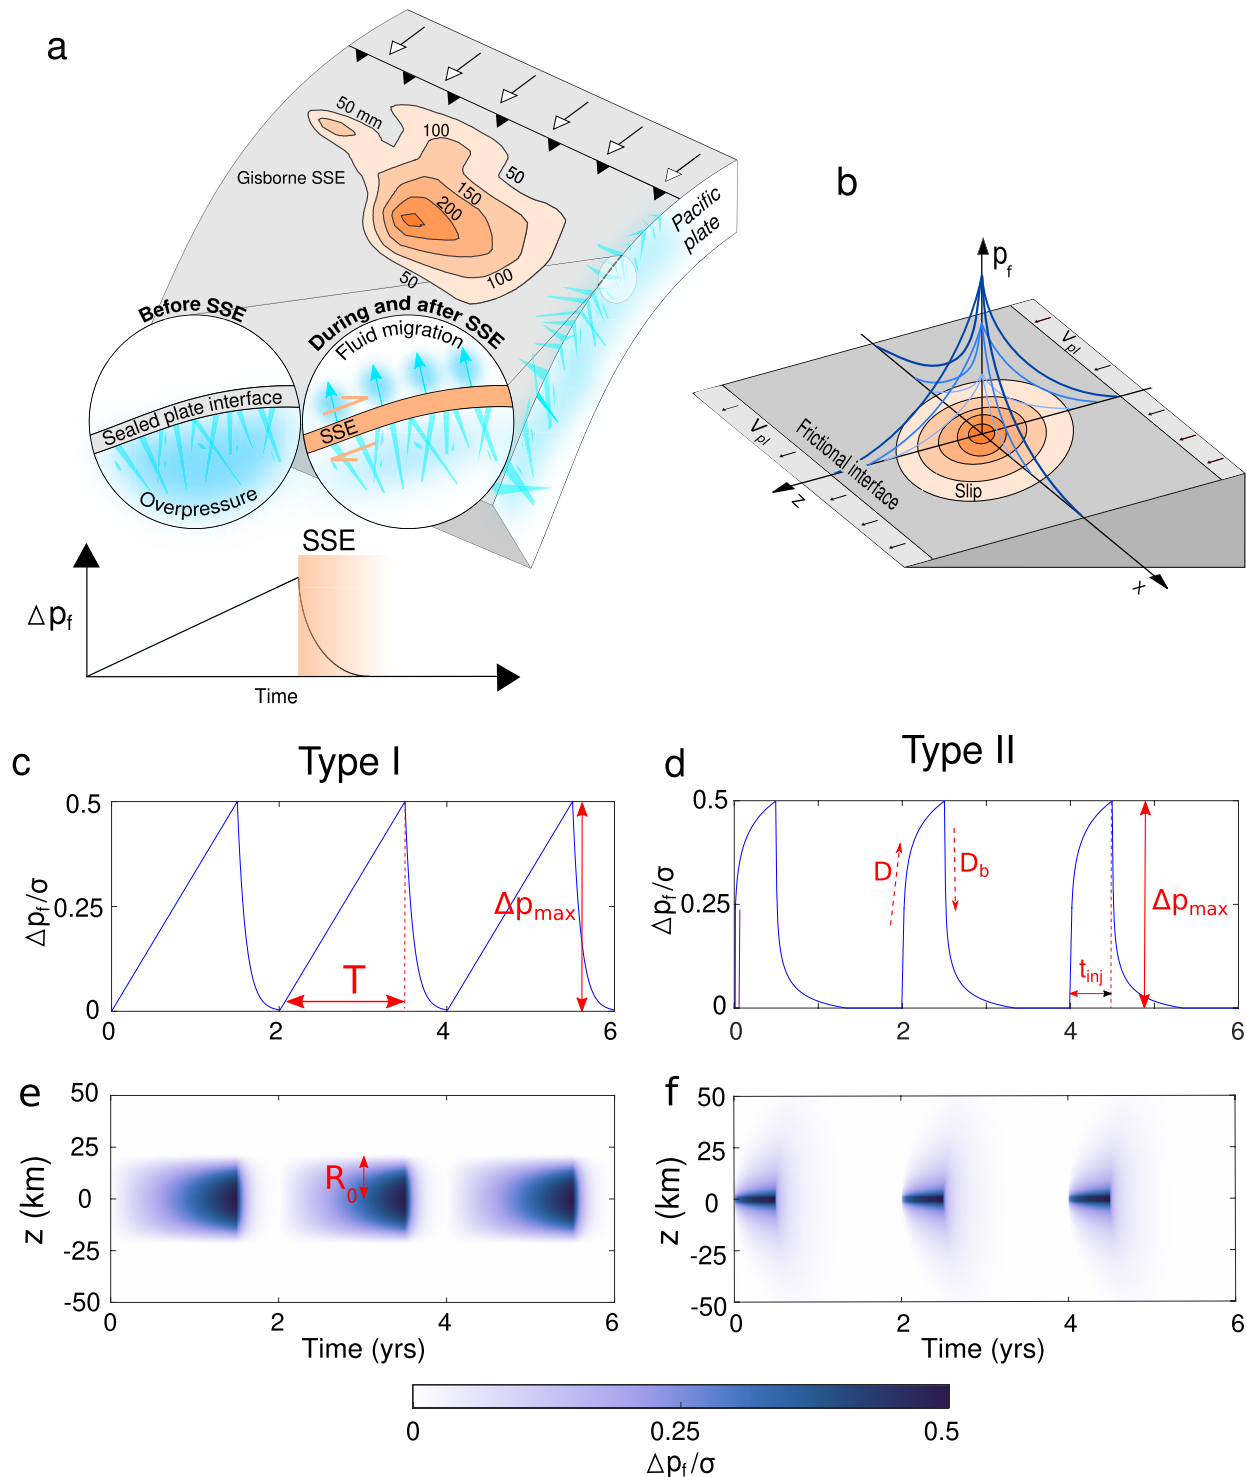 a
50 mm
100
50
Gisborne SSE
150
200
50
100
Pacific
plate
Before SSE
Sealed plate interface
Overpressure
During and after SSE
Fluid migration
SSE
SSE
Δpf
Time
b
pf
Vpl
Vpl
Frictional interface
Slip
z
x
c
Type I
0.5
0.25
0
Δpf/σ
T
Δpmax
0 2 4 6
d
Type II
0.5
0.25
0
Δpf/σ
D
Db
tinj
Δpmax
0 2 4 6
e
50
25
0
-25
-50
z (km)
R0
0 2 4 6
Time (yrs)
f
50
25
0
-25
-50
z (km)
0 2 4 6
Time (yrs)
0 0.25 0.5
Δpf/σ